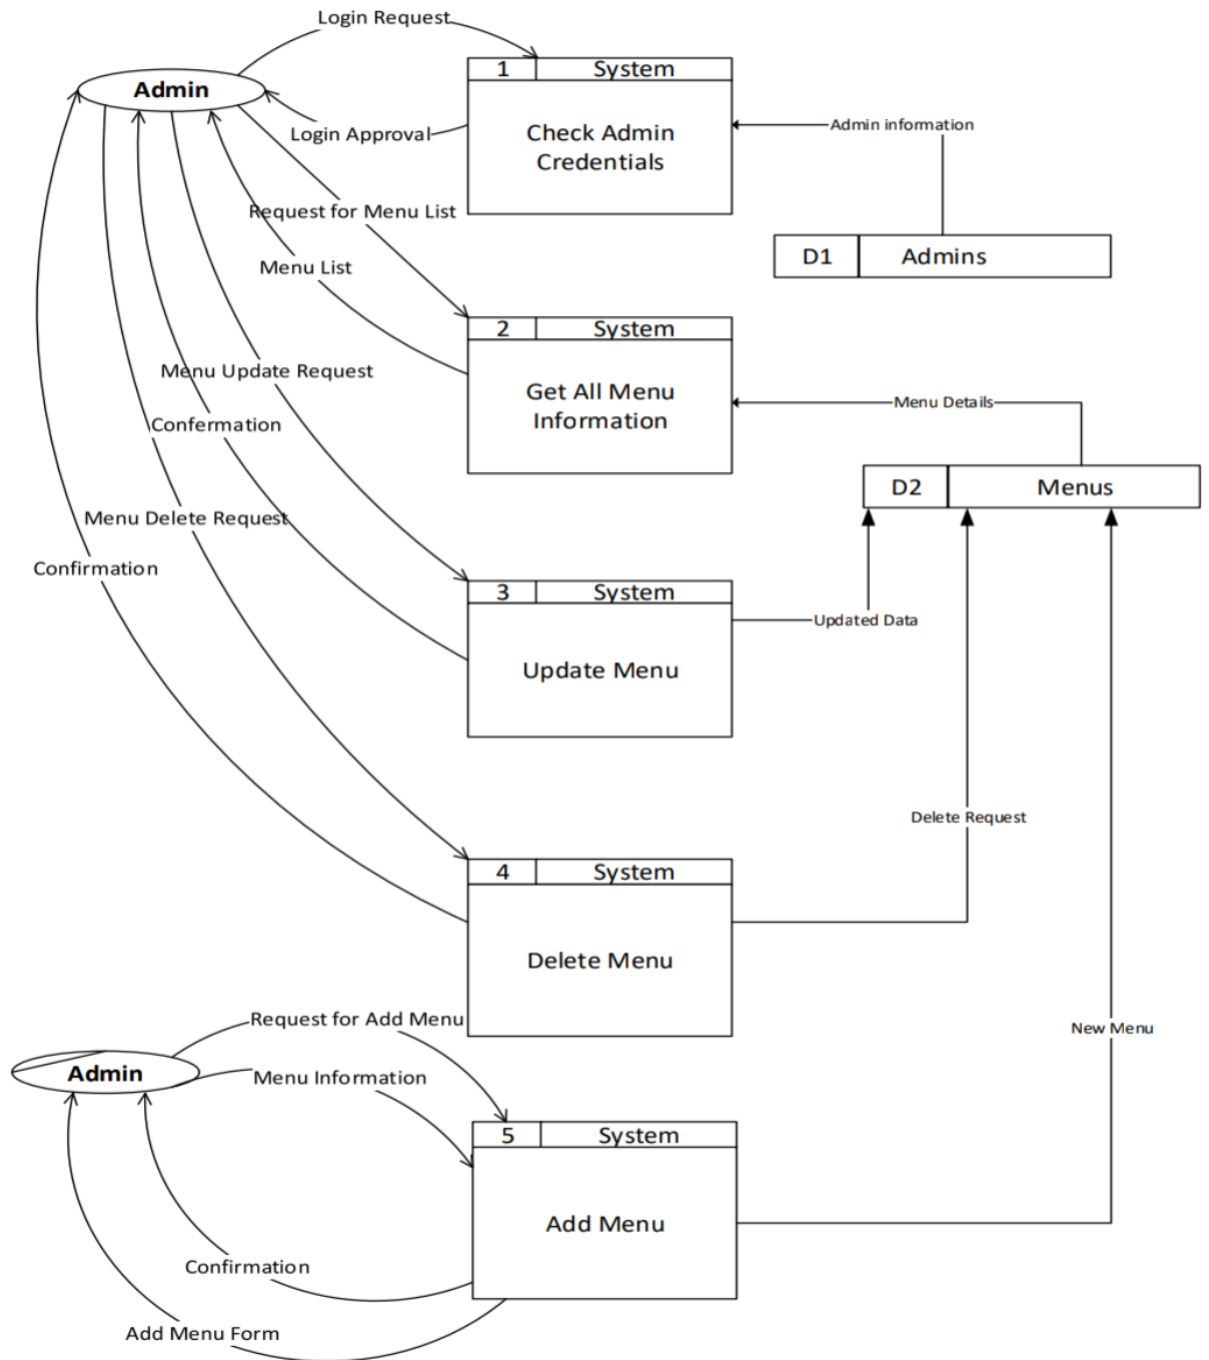 Login Request
1 System
Admin
Login Approval
Check Admin
Credentials
Admin information
Request for Menu List
D1 Admins
Menu List
2 System
Menu Update Request
Get All Menu
Information
Menu Details
Confermation
D2 Menus
Menu Delete Request
Confirmation
3 System
Updated Data
Update Menu
Delete Request
4 System
Delete Menu
Request for Add Menu
New Menu
Admin
Menu Information
5 System
Add Menu
Confirmation
Add Menu Form